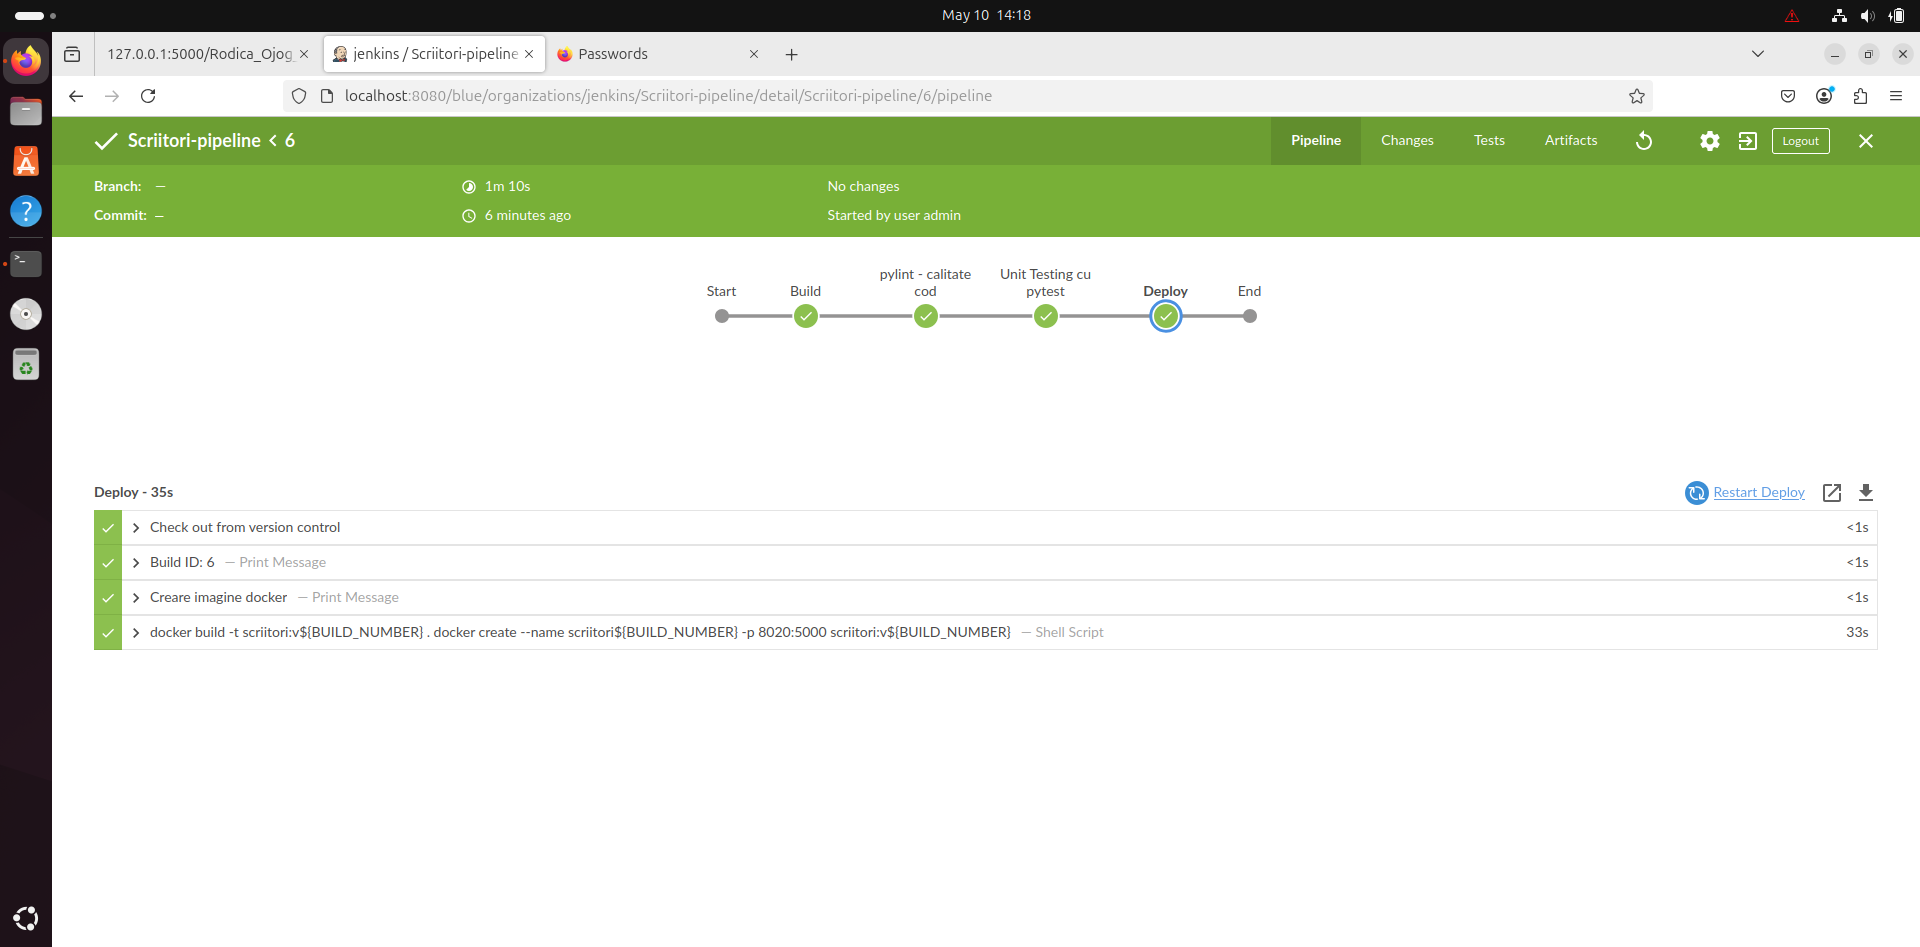 May 10 14:18
127.0.0.1:5000/Rodica_Ojog
jenkins / Scriitori-pipeline
Passwords
localhost:8080/blue/organizations/jenkins/Scriitori-pipeline/detail/Scriitori-pipeline/6/pipeline
Scriitori-pipeline < 6
Pipeline
Changes
Tests
Artifacts
Logout
Branch: —
1m 10s
No changes
Commit: —
6 minutes ago
Started by user admin
Start
Build
pylint - calitate
cod
Unit Testing cu
pytest
Deploy
End
Deploy - 35s
Restart Deploy
Check out from version control
<1s
Build ID: 6 — Print Message
<1s
Creare imagine docker — Print Message
<1s
docker build -t scriitori:v${BUILD_NUMBER} . docker create --name scriitori${BUILD_NUMBER} -p 8020:5000 scriitori:v${BUILD_NUMBER} — Shell Script
33s